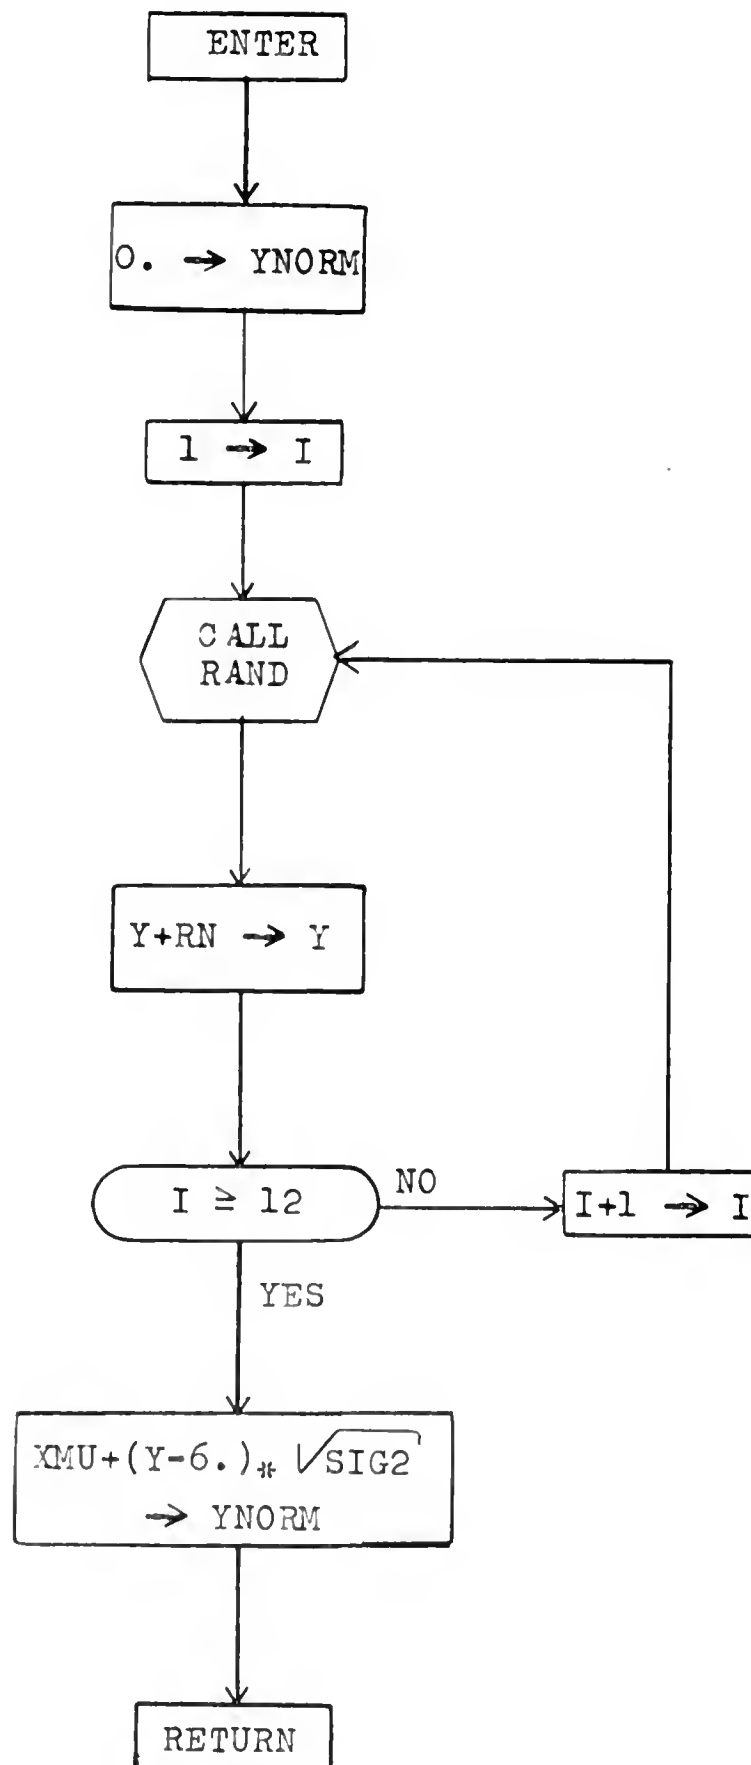 ENTER
0. → YNORM
1 → I
CALL
RAND
Y+RN → Y
I ≧ 12
NO
I+1 → I
YES
XMU+(Y-6.)* √SIG2
→ YNORM
RETURN